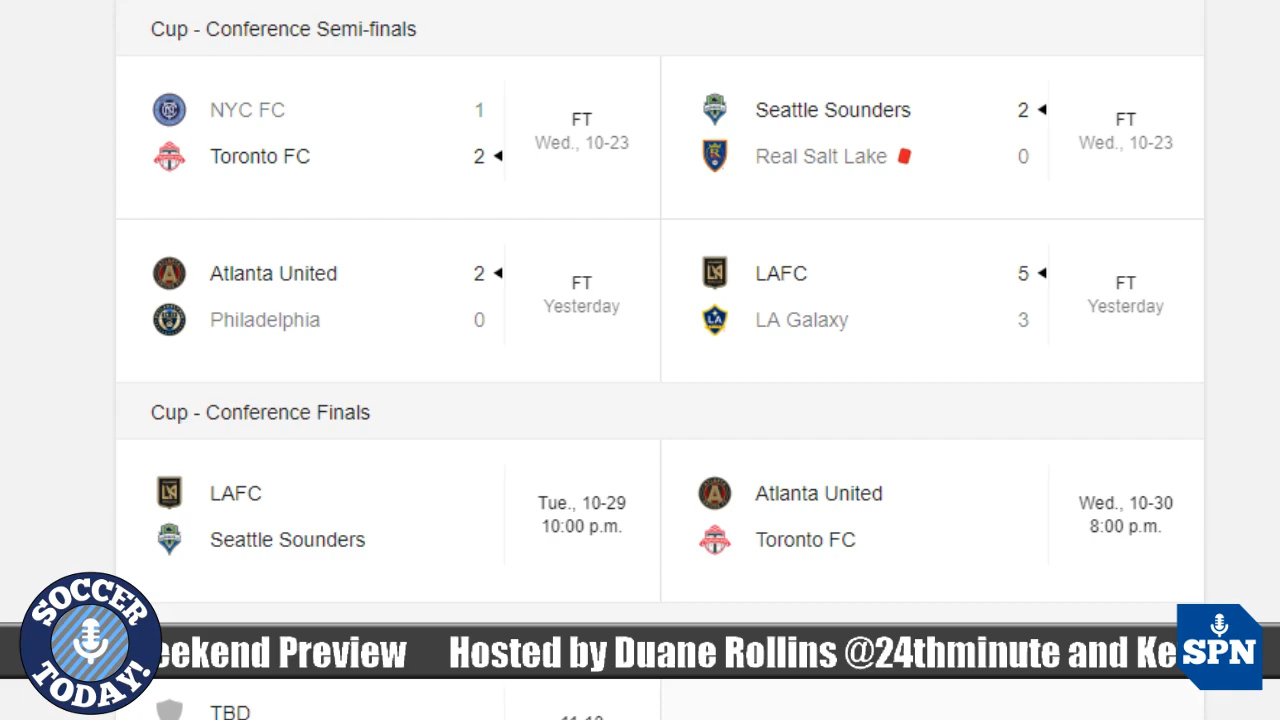 Cup - Conference Semi-finals
NYC FC 1
Toronto FC 2
FT
Wed., 10-23
Seattle Sounders 2
Real Salt Lake 0
FT
Wed., 10-23
Atlanta United 2
Philadelphia 0
FT
Yesterday
LAFC 5
LA Galaxy 3
FT
Yesterday
Cup - Conference Finals
LAFC
Seattle Sounders
Tue., 10-29
10:00 p.m.
Atlanta United
Toronto FC
Wed., 10-30
8:00 p.m.
SOCCER
TODAY!
eekend Preview Hosted by Duane Rollins @24thminute and Ke
SPN
TBD